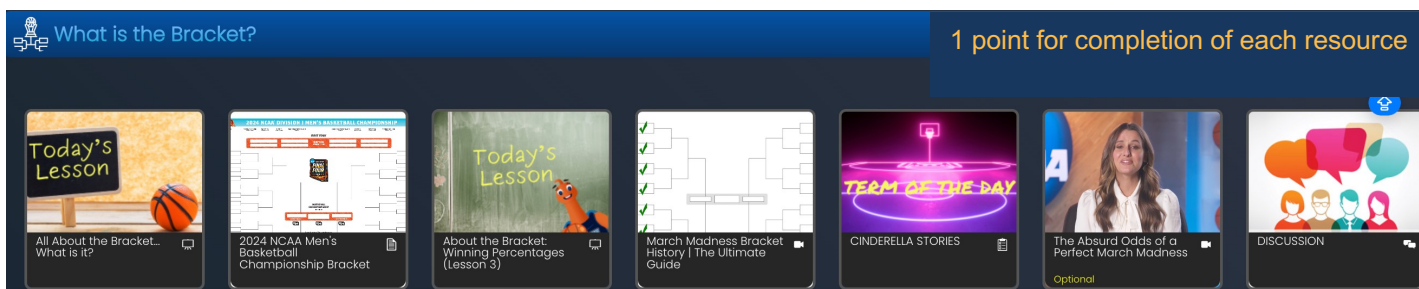 What is the Bracket?
1 point for completion of each resource
Today's
Lesson
All About the Bracket...
What is it?
2024 NCAA DIVISION I MEN'S BASKETBALL CHAMPIONSHIP
2024 NCAA Men's
Basketball
Championship Bracket
Today's
Lesson
About the Bracket:
Winning Percentages
(Lesson 3)
March Madness Bracket
History | The Ultimate
Guide
TERM OF THE DAY
CINDERELLA STORIES
The Absurd Odds of a
Perfect March Madness
Optional
DISCUSSION